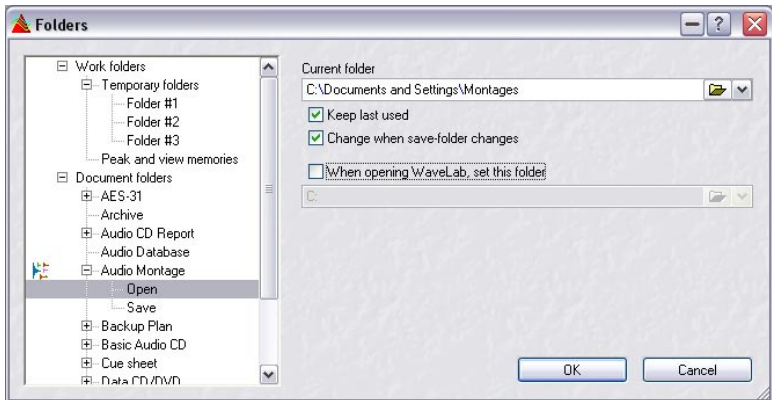 Folders
Work folders
Temporary folders
Folder #1
Folder #2
Folder #3
Peak and view memories
Document folders
AES-31
Archive
Audio CD Report
Audio Database
Audio Montage
Open
Save
Backup Plan
Basic Audio CD
Cue sheet
Data CD/DVD
Current folder
C:\Documents and Settings\Montages
Keep last used
Change when save-folder changes
When opening WaveLab, set this folder
C:
OK
Cancel